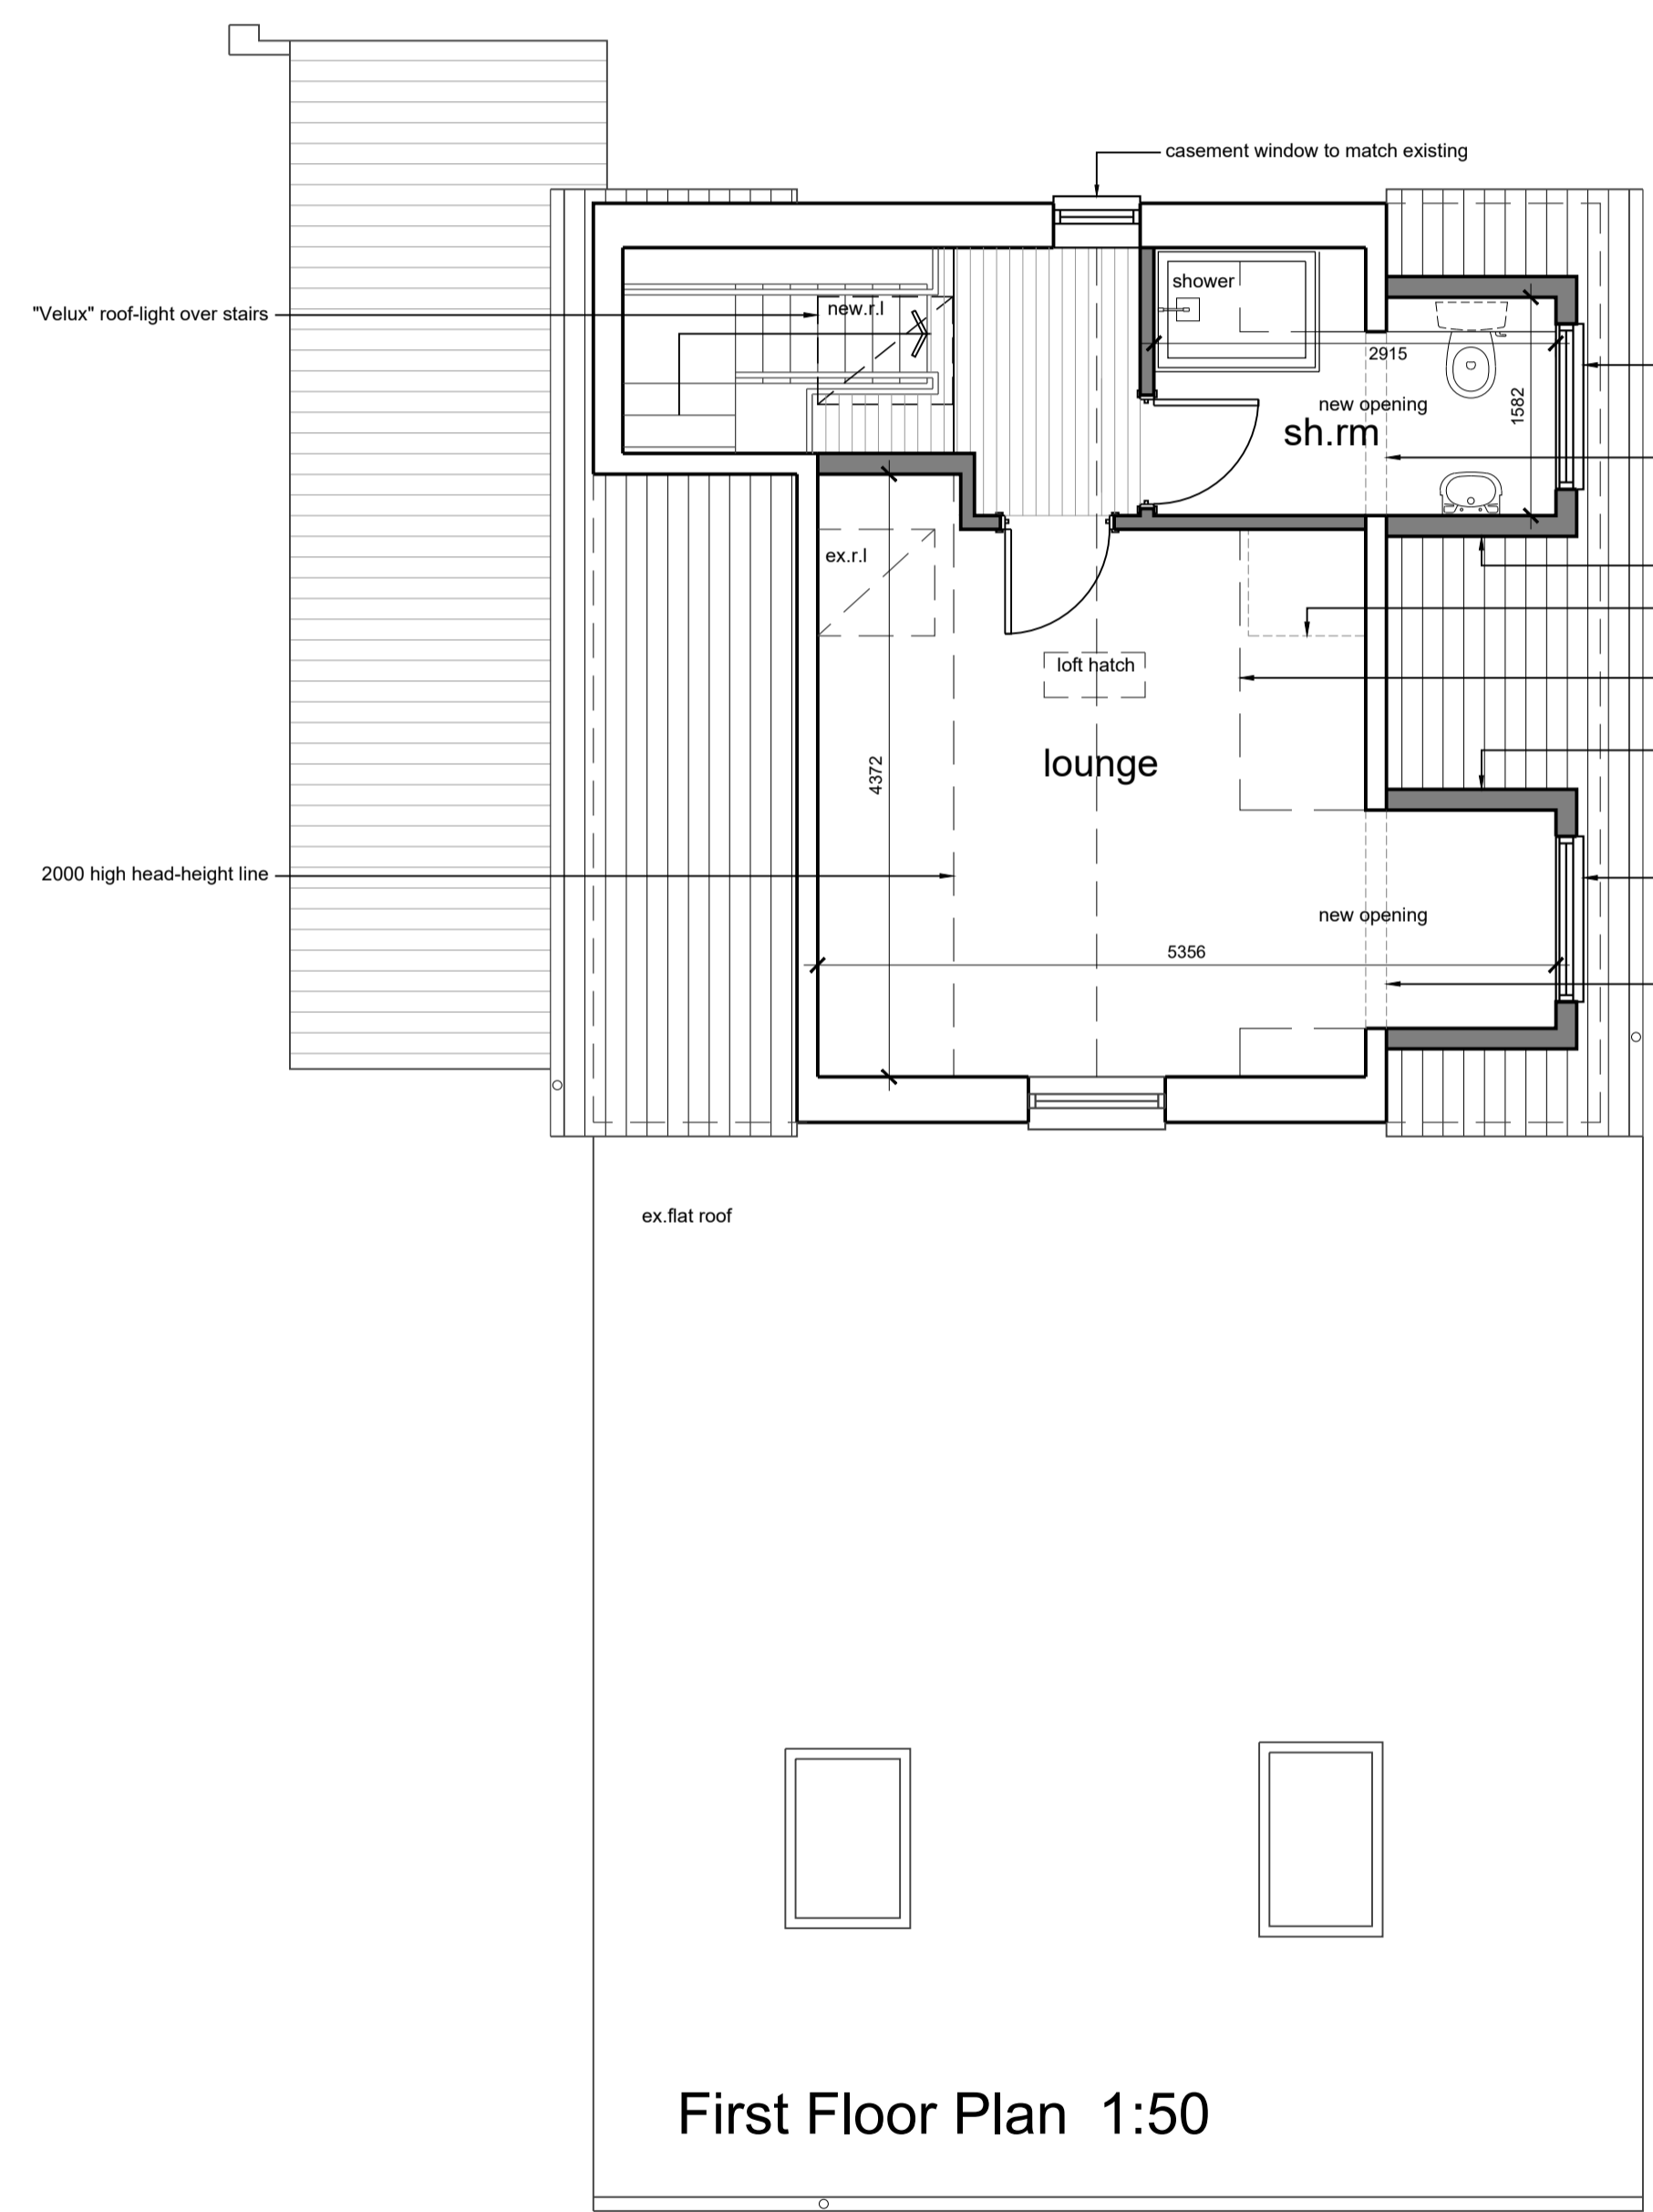 casement window to match existing
shower
"Velux" roof-light over stairs
new.r.l
2915
new opening
1582
sh.rm
ex.r.l
loft hatch
lounge
4372
2000 high head-height line
new opening
5356
ex.flat roof
First Floor Plan 1:50